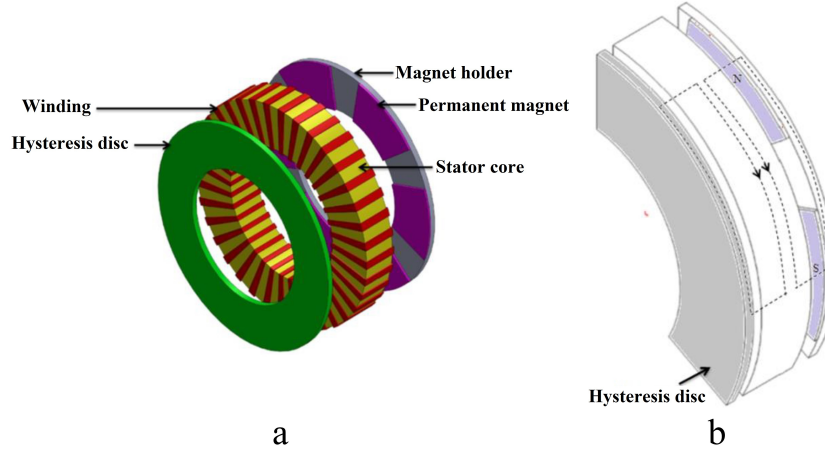 Magnet holder
Winding
Permanent magnet
Hysteresis disc
Stator core
N
S
Hysteresis disc
a
b